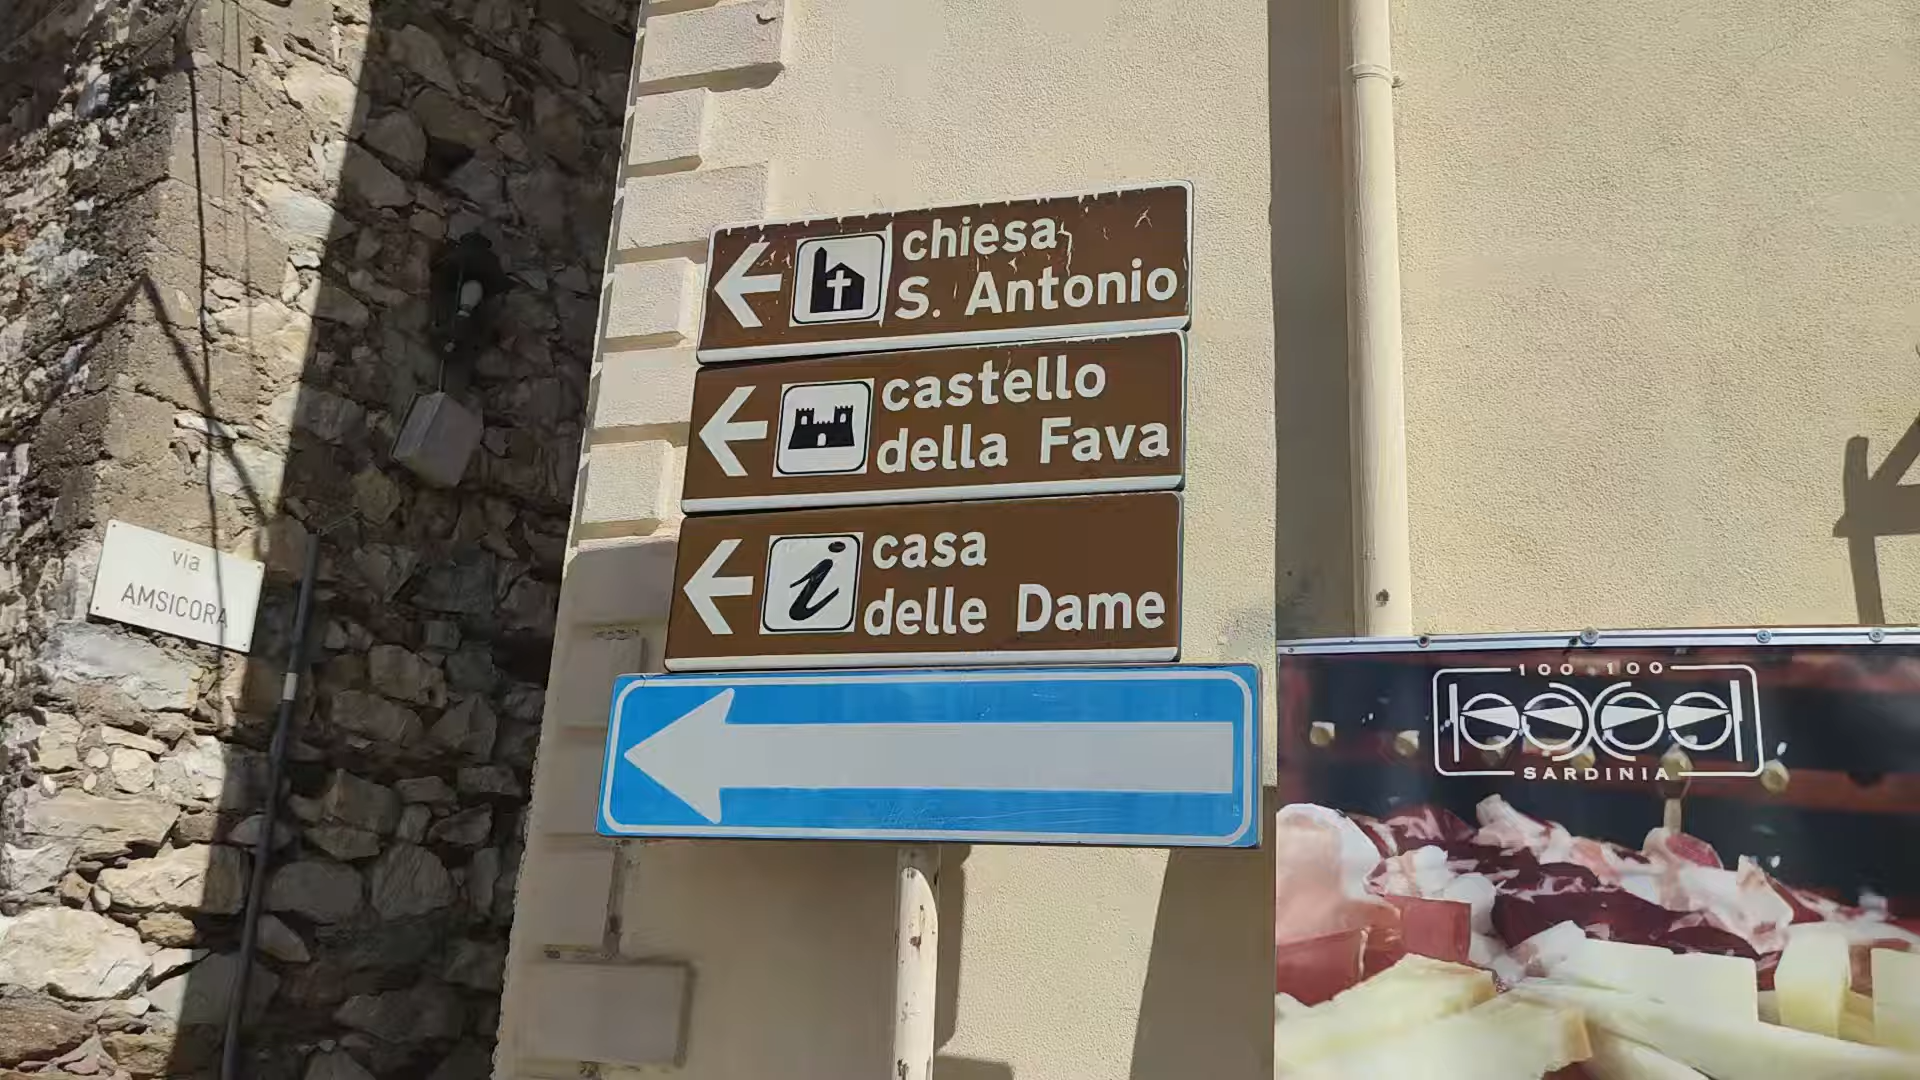 via
AMSICORA
chiesa
S. Antonio
castello
della Fava
casa
delle Dame
100 100
SARDINIA